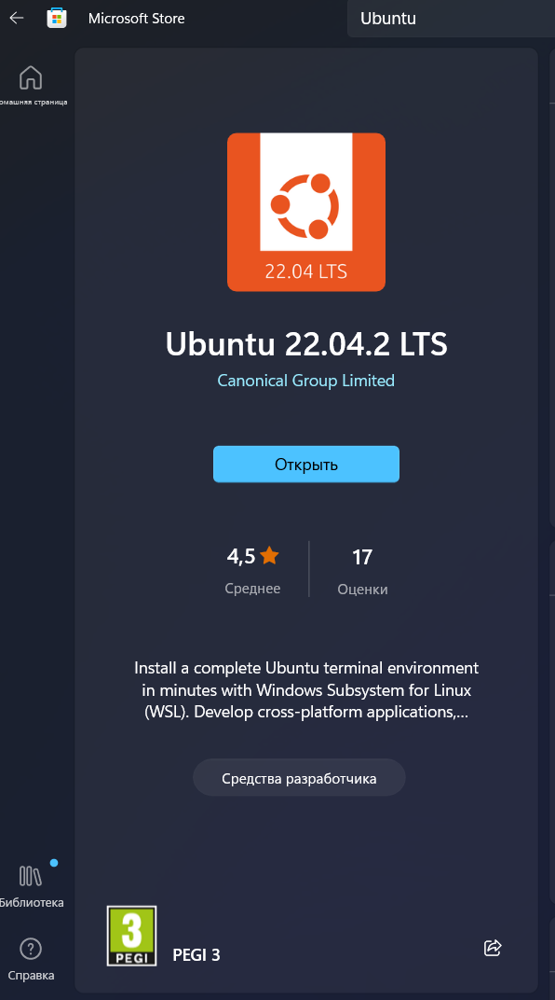 Microsoft Store
Ubuntu
омашняя страница
22.04 LTS
Ubuntu 22.04.2 LTS
Canonical Group Limited
Открыть
4,5
17
Среднее
Оценки
Install a complete Ubuntu terminal environment
in minutes with Windows Subsystem for Linux
(WSL). Develop cross-platform applications,...
Средства разработчика
Библиотека
3
PEGI
PEGI 3
?
Справка